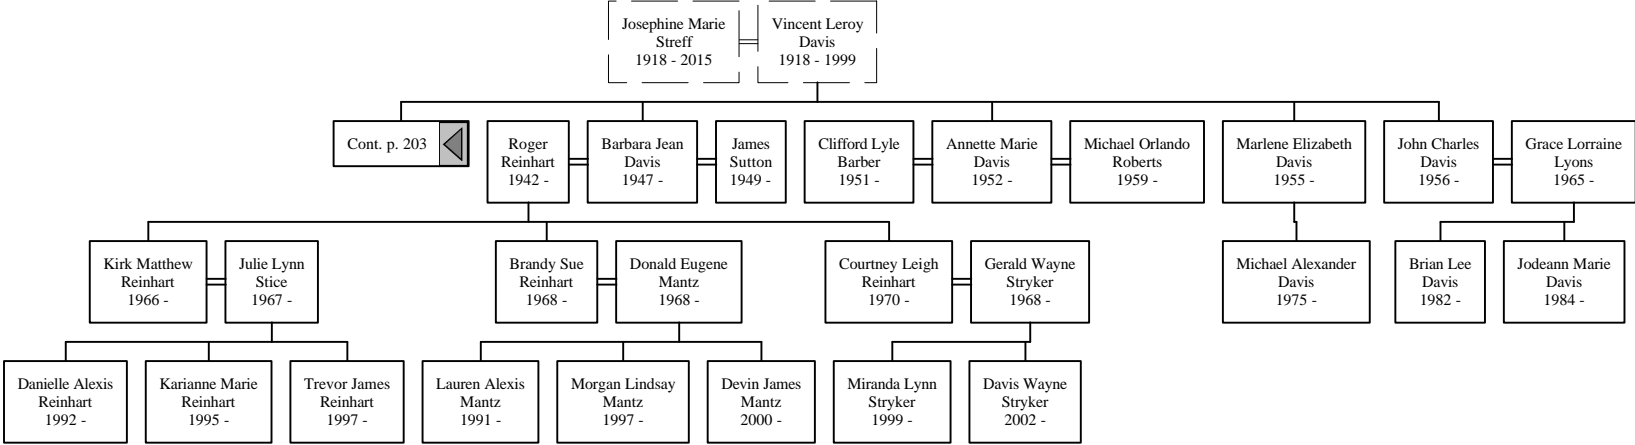 Josephine Marie
Streff
1918 - 2015
Vincent Leroy
Davis
1918 - 1999
Cont. p. 203
Roger
Reinhart
1942 -
Barbara Jean
Davis
1947 -
James
Sutton
1949 -
Clifford Lyle
Barber
1951 -
Annette Marie
Davis
1952 -
Michael Orlando
Roberts
1959 -
Marlene Elizabeth
Davis
1955 -
John Charles
Davis
1956 -
Grace Lorraine
Lyons
1965 -
Kirk Matthew
Reinhart
1966 -
Julie Lynn
Stice
1967 -
Brandy Sue
Reinhart
1968 -
Donald Eugene
Mantz
1968 -
Courtney Leigh
Reinhart
1970 -
Gerald Wayne
Stryker
1968 -
Michael Alexander
Davis
1975 -
Brian Lee
Davis
1982 -
Jodeann Marie
Davis
1984 -
Danielle Alexis
Reinhart
1992 -
Karianne Marie
Reinhart
1995 -
Trevor James
Reinhart
1997 -
Lauren Alexis
Mantz
1991 -
Morgan Lindsay
Mantz
1997 -
Devin James
Mantz
2000 -
Miranda Lynn
Stryker
1999 -
Davis Wayne
Stryker
2002 -